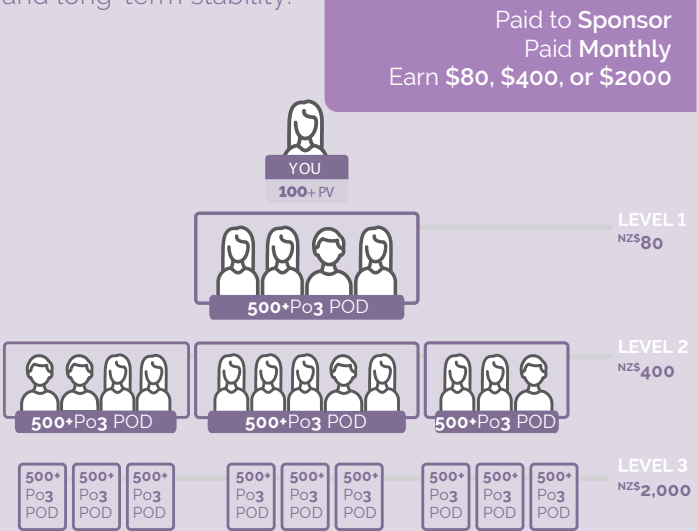 and long-term stability.
Paid to Sponsor
Paid Monthly
Earn $80, $400, or $2000
YOU
100+ PV
LEVEL 1
NZ$80
500+Po3 POD
LEVEL 2
NZ$400
500+Po3 POD
500+Po3 POD
500+Po3 POD
LEVEL 3
NZ$2,000
500+
Po3
POD
500+
Po3
POD
500+
Po3
POD
500+
Po3
POD
500+
Po3
POD
500+
Po3
POD
500+
Po3
POD
500+
Po3
POD
500+
Po3
POD